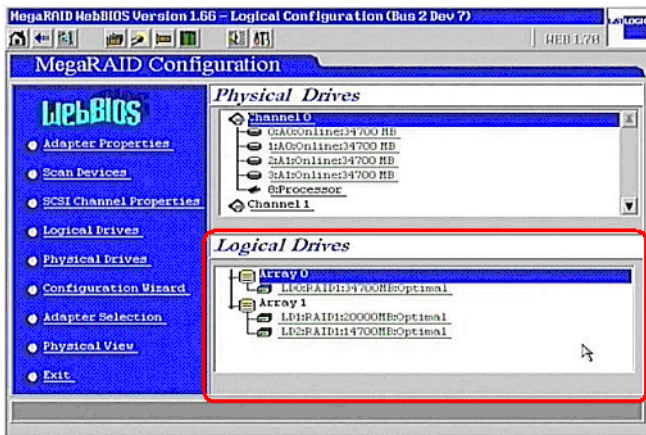 MegaRAID WebBIOS Version 1.66 - Logical Configuration (Bus 2 Dev 7)
LSI LOGIC
WEB 1.70
MegaRAID Configuration
WebBIOS
Adapter Properties
Scan Devices
SCSI Channel Properties
Logical Drives
Physical Drives
Configuration Wizard
Adapter Selection
Physical View
Exit
Physical Drives
Channel 0
0:A0:Online:34700 MB
1:A0:Online:34700 MB
2:A1:Online:34700 MB
3:A1:Online:34700 MB
8:Processor
Channel 1
Logical Drives
Array 0
LD0:RAID1:34700MB:Optimal
Array 1
LD1:RAID1:20000MB:Optimal
LD2:RAID1:14700MB:Optimal